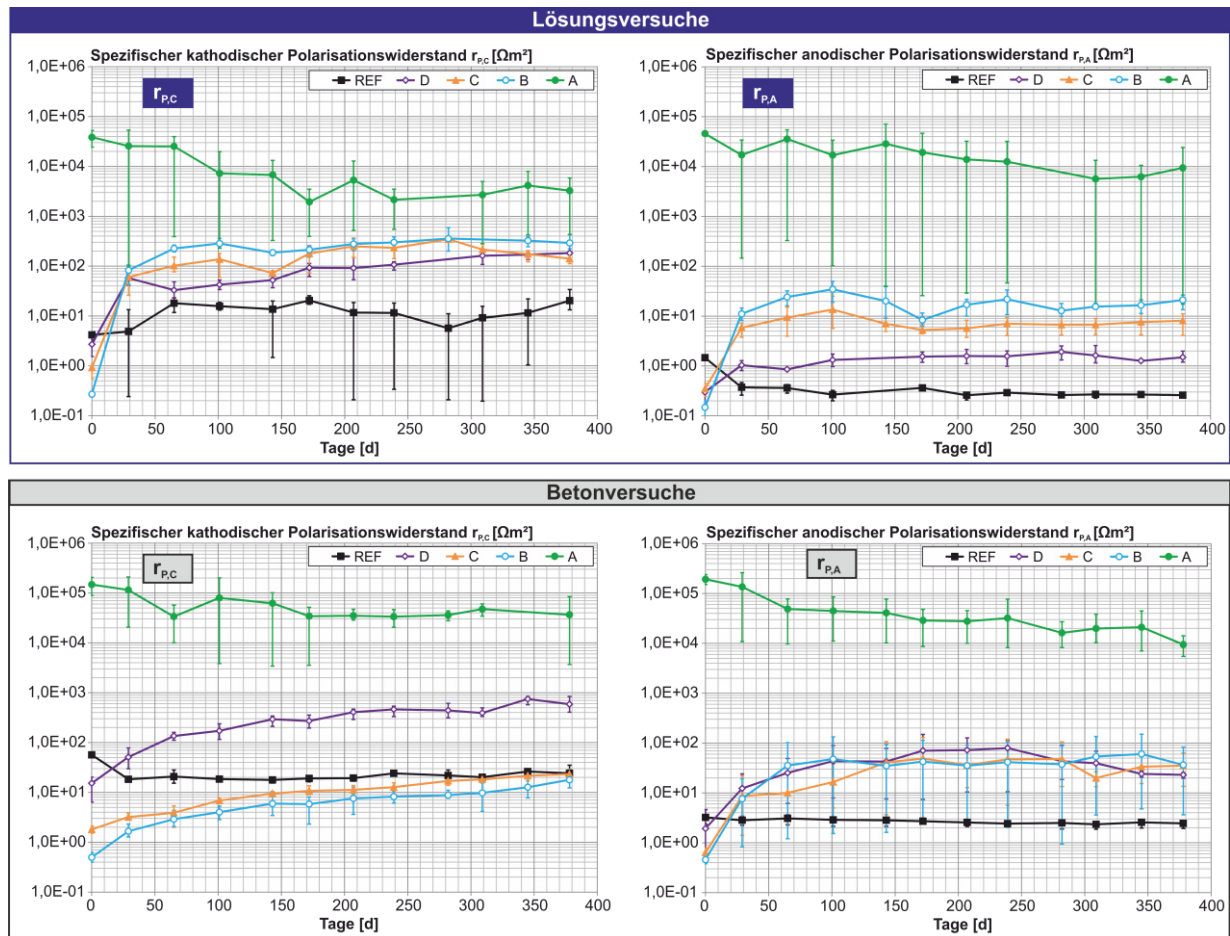 Lösungsversuche
Spezifischer kathodischer Polarisationswiderstand rP,C [Ωm²]
1,0E+06
REF D C B A
rP,C
1,0E+05
1,0E+04
1,0E+03
1,0E+02
1,0E+01
1,0E+00
1,0E-01
0 50 100 150 200 250 300 350 400
Tage [d]
Spezifischer anodischer Polarisationswiderstand rP,A [Ωm²]
1,0E+06
REF D C B A
rP,A
1,0E+05
1,0E+04
1,0E+03
1,0E+02
1,0E+01
1,0E+00
1,0E-01
0 50 100 150 200 250 300 350 400
Tage [d]
Betonversuche
Spezifischer kathodischer Polarisationswiderstand rP,C [Ωm²]
1,0E+06
REF D C B A
rP,C
1,0E+05
1,0E+04
1,0E+03
1,0E+02
1,0E+01
1,0E+00
1,0E-01
0 50 100 150 200 250 300 350 400
Tage [d]
Spezifischer anodischer Polarisationswiderstand rP,A [Ωm²]
1,0E+06
REF D C B A
rP,A
1,0E+05
1,0E+04
1,0E+03
1,0E+02
1,0E+01
1,0E+00
1,0E-01
0 50 100 150 200 250 300 350 400
Tage [d]